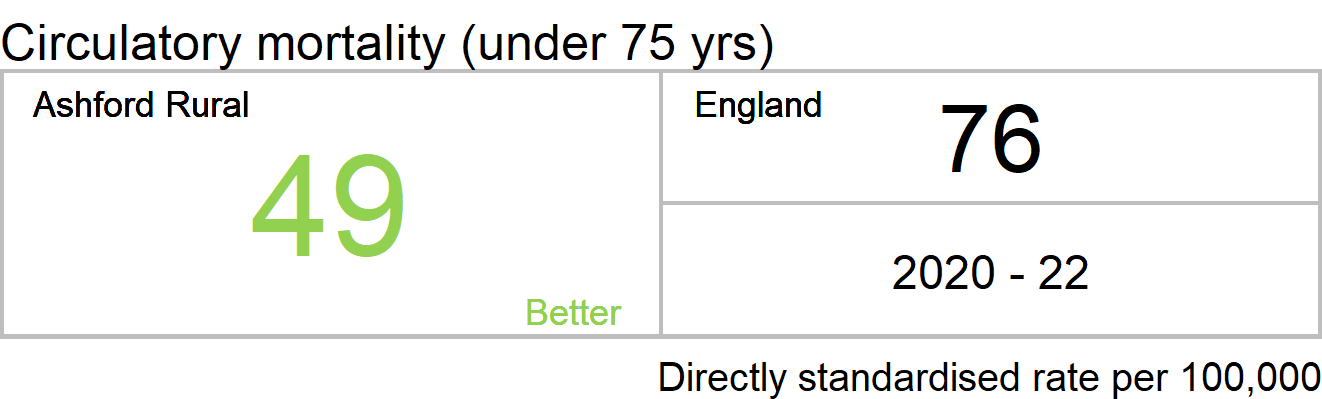 Circulatory mortality (under 75 yrs)
Ashford Rural
49
Better
England
76
2020 - 22
Directly standardised rate per 100,000